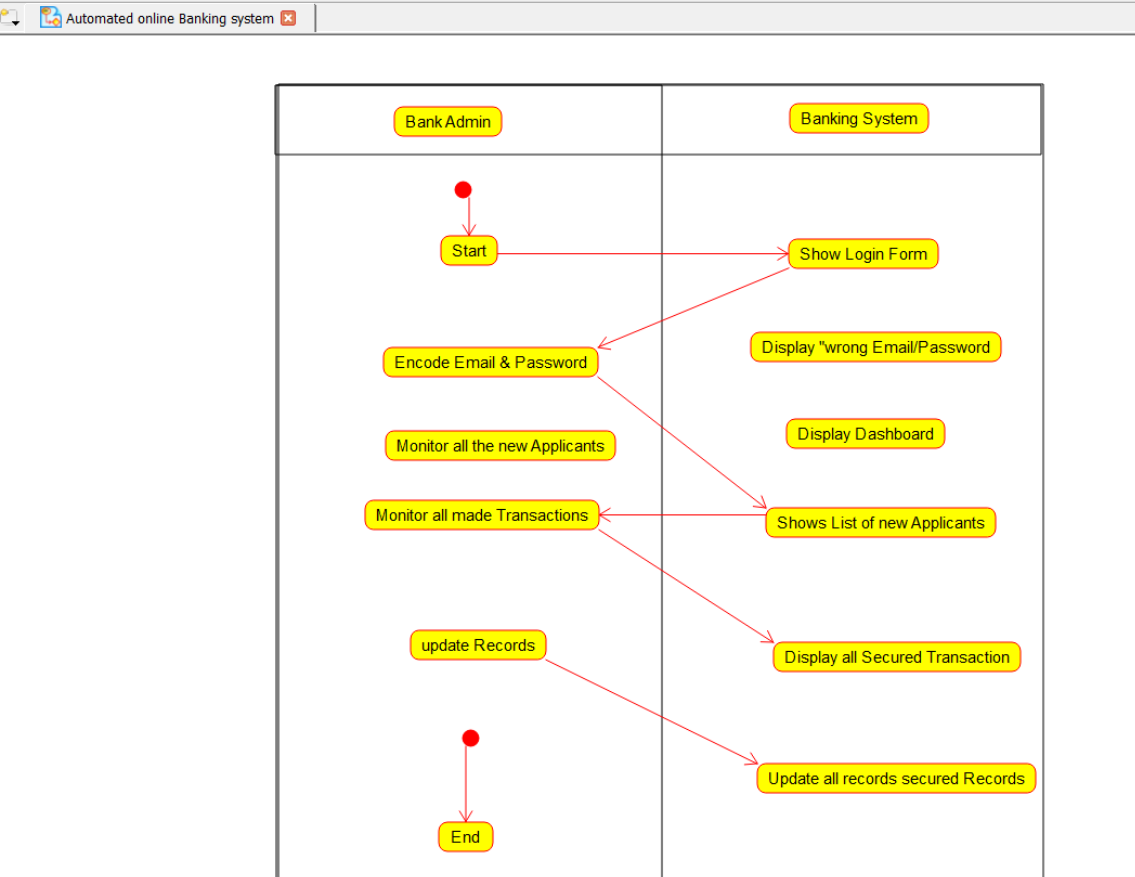 Automated online Banking system
Bank Admin
Banking System
Start
Show Login Form
Display "wrong Email/Password
Encode Email & Password
Display Dashboard
Monitor all the new Applicants
Monitor all made Transactions
Shows List of new Applicants
update Records
Display all Secured Transaction
Update all records secured Records
End